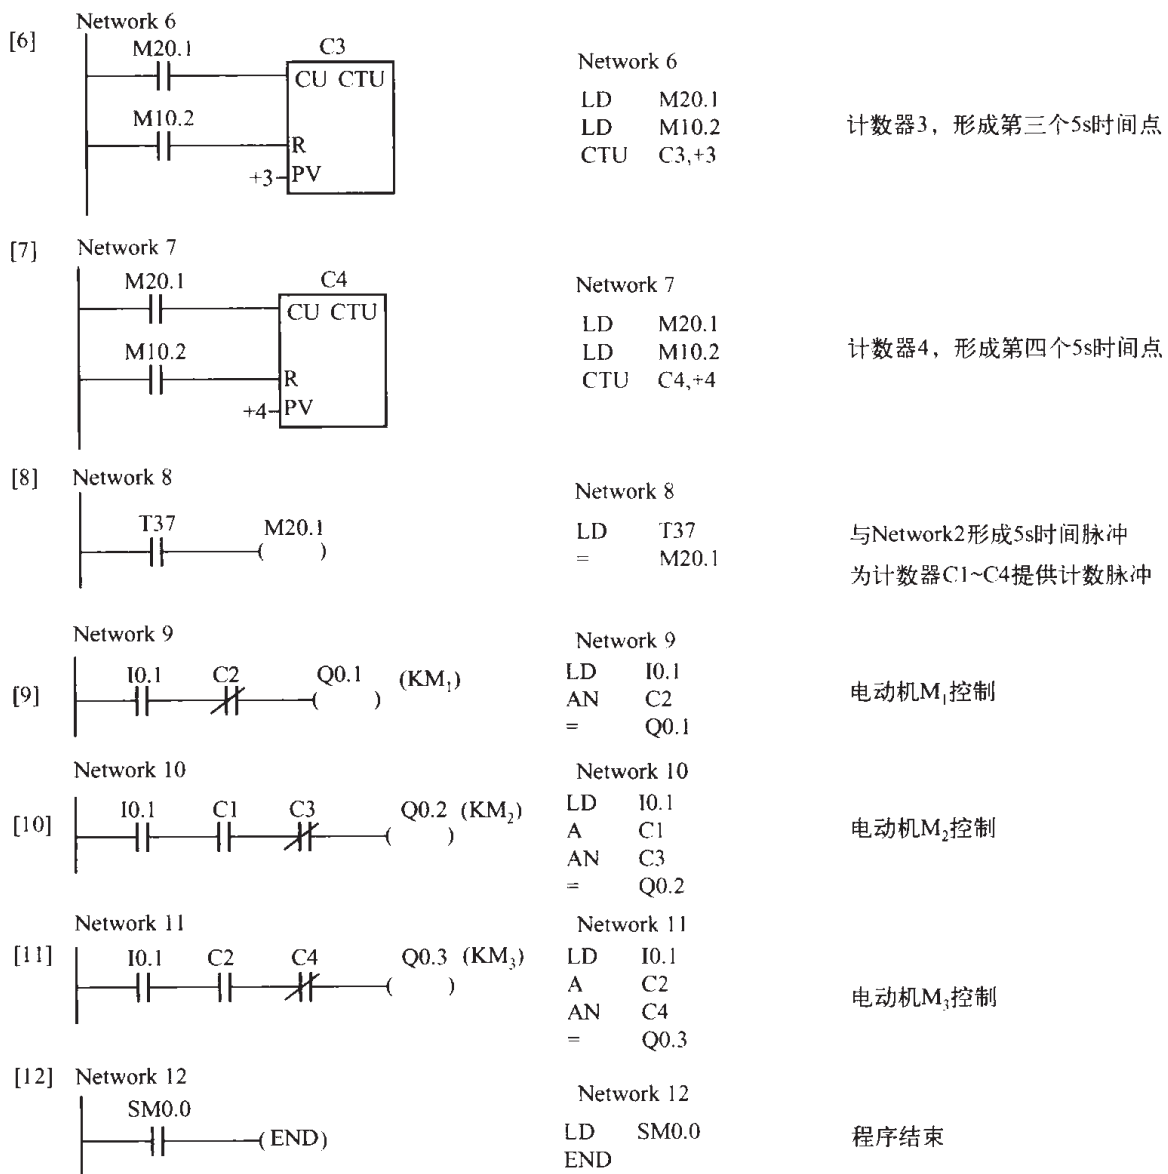 Network 6
[6]
M20.1
C3
CU CTU
M10.2
R
+3
PV
Network 6
LD M20.1
LD M10.2
CTU C3,+3
计数器3，形成第三个5s时间点
[7]
Network 7
M20.1
C4
CU CTU
M10.2
R
+4
PV
Network 7
LD M20.1
LD M10.2
CTU C4,+4
计数器4，形成第四个5s时间点
[8] Network 8
T37
M20.1
( )
Network 8
LD T37
= M20.1
与Network2形成5s时间脉冲
为计数器C1~C4提供计数脉冲
Network 9
[9]
I0.1 C2 Q0.1 (KM₁)
( )
Network 9
LD I0.1
AN C2
= Q0.1
电动机M₁控制
Network 10
[10]
I0.1 C1 C3 Q0.2 (KM₂)
( )
Network 10
LD I0.1
A C1
AN C3
= Q0.2
电动机M₂控制
Network 11
[11]
I0.1 C2 C4 Q0.3 (KM₃)
( )
Network 11
LD I0.1
A C2
AN C4
= Q0.3
电动机M₃控制
[12] Network 12
SM0.0
(END)
Network 12
LD SM0.0
END
程序结束